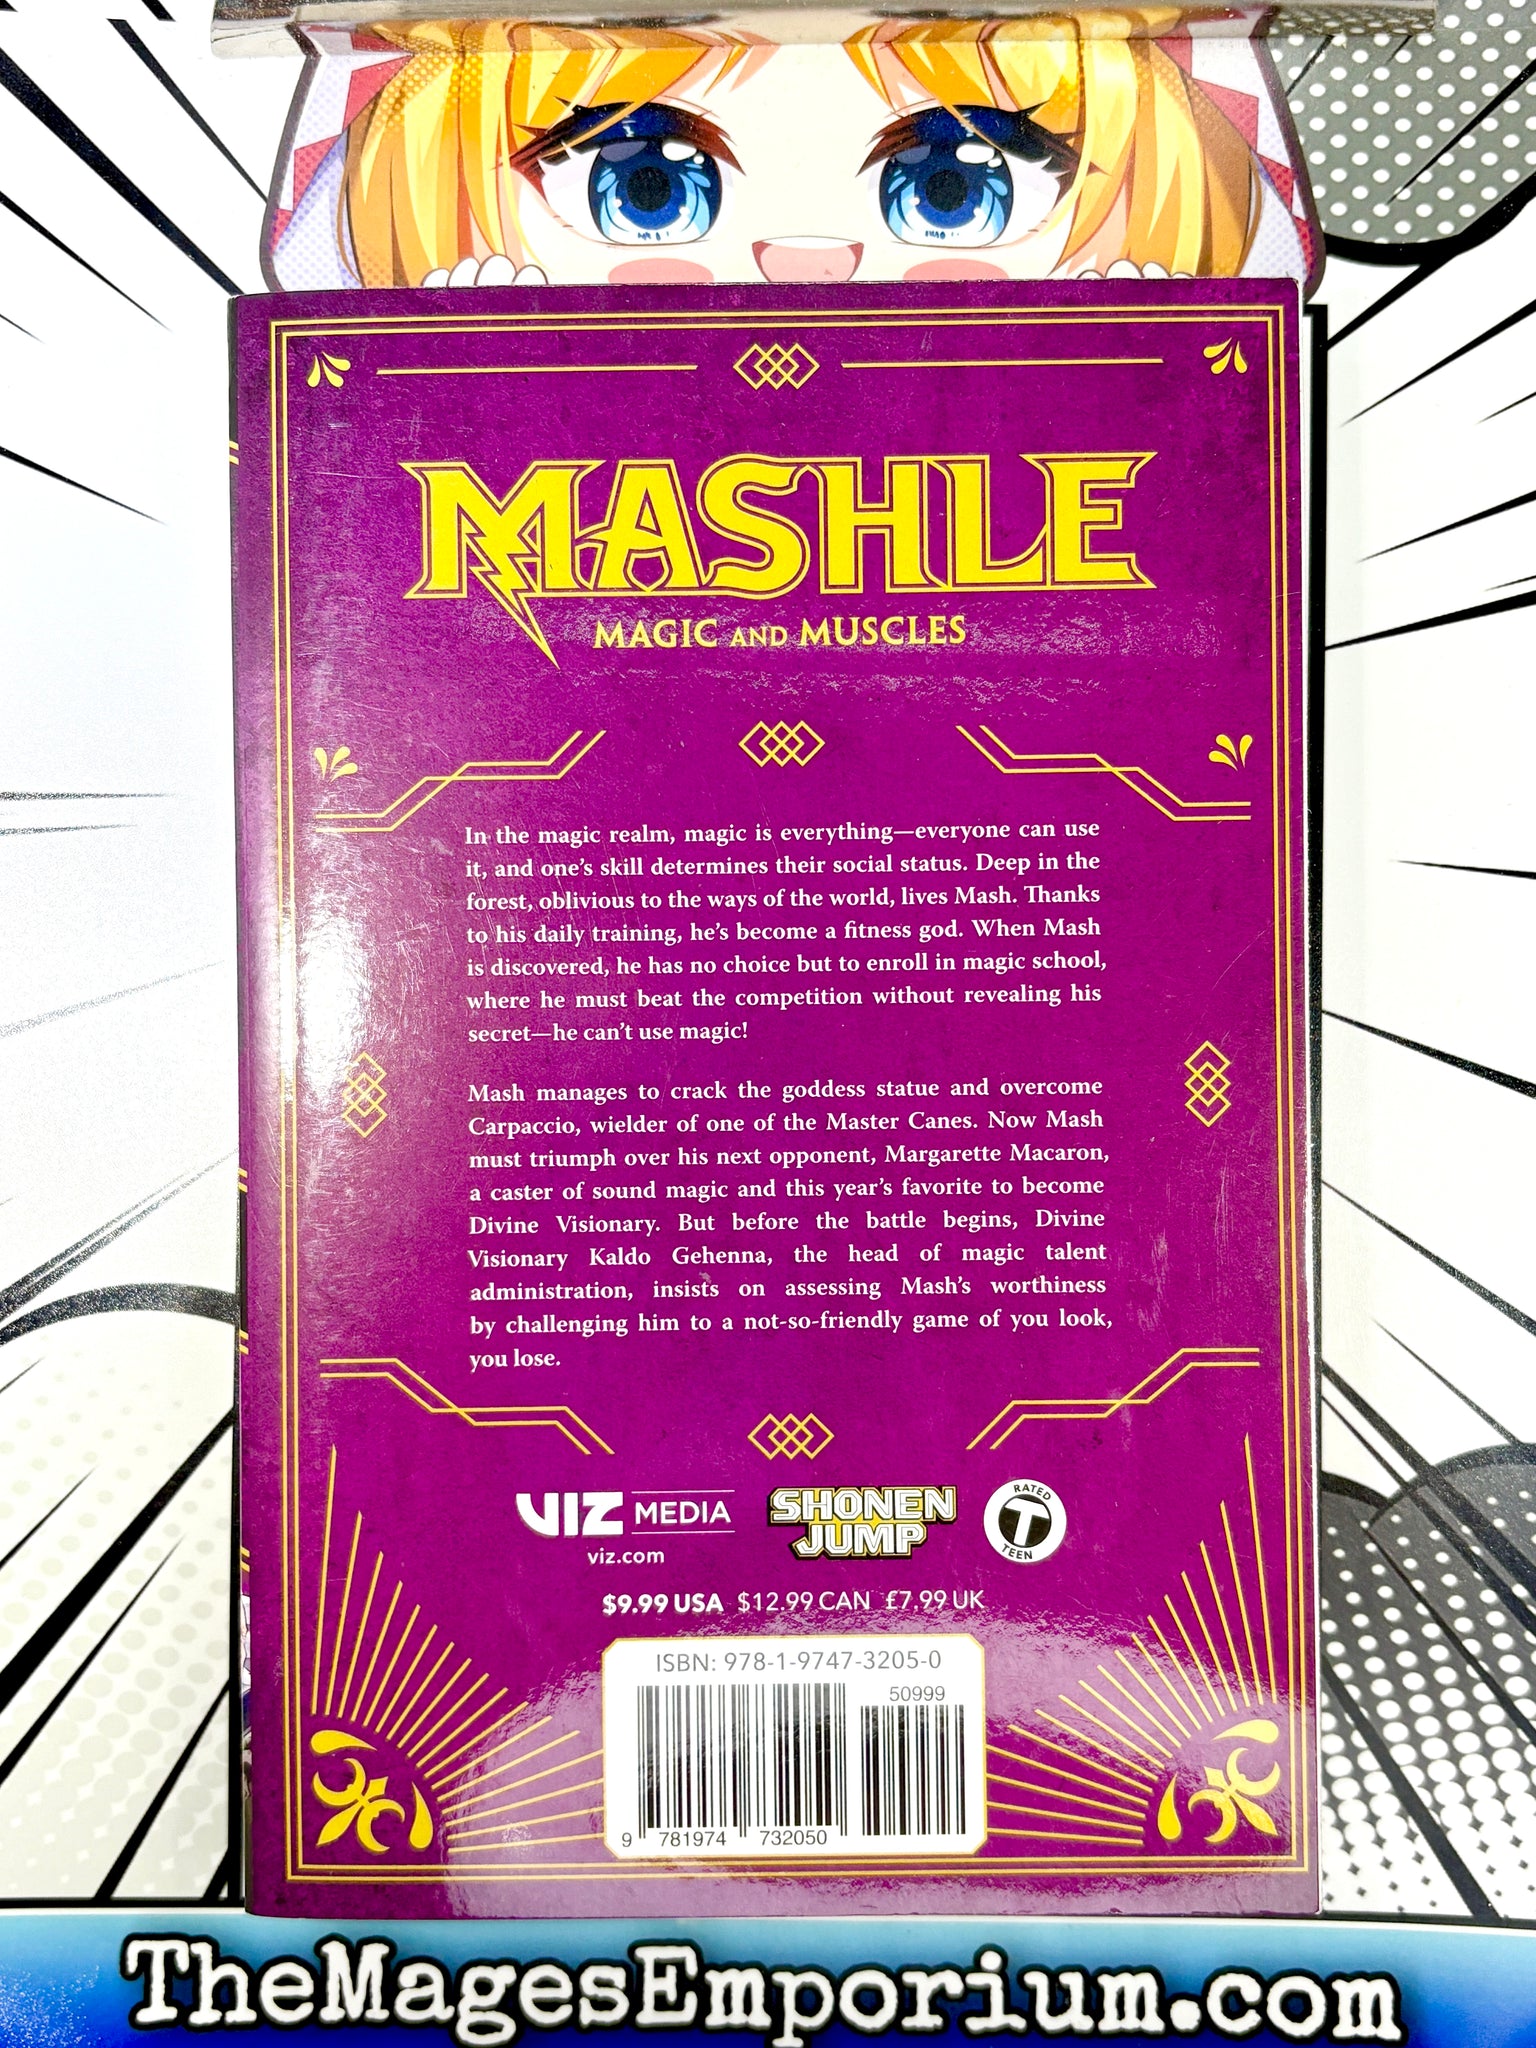 MASHLE
MAGIC AND MUSCLES
In the magic realm, magic is everything—everyone can use
it, and one's skill determines their social status. Deep in the
forest, oblivious to the ways of the world, lives Mash. Thanks
to his daily training, he's become a fitness god. When Mash
is discovered, he has no choice but to enroll in magic school,
where he must beat the competition without revealing his
secret—he can't use magic!
Mash manages to crack the goddess statue and overcome
Carpaccio, wielder of one of the Master Canes. Now Mash
must triumph over his next opponent, Margarette Macaron,
a caster of sound magic and this year's favorite to become
Divine Visionary. But before the battle begins, Divine
Visionary Kaldo Gehenna, the head of magic talent
administration, insists on assessing Mash's worthiness
by challenging him to a not-so-friendly game of you look,
you lose.
VIZ MEDIA
viz.com
SHONEN
JUMP
RATED
T
TEEN
$9.99 USA $12.99 CAN £7.99 UK
ISBN: 978-1-9747-3205-0
50999
9 781974 732050
TheMagesEmporium.com